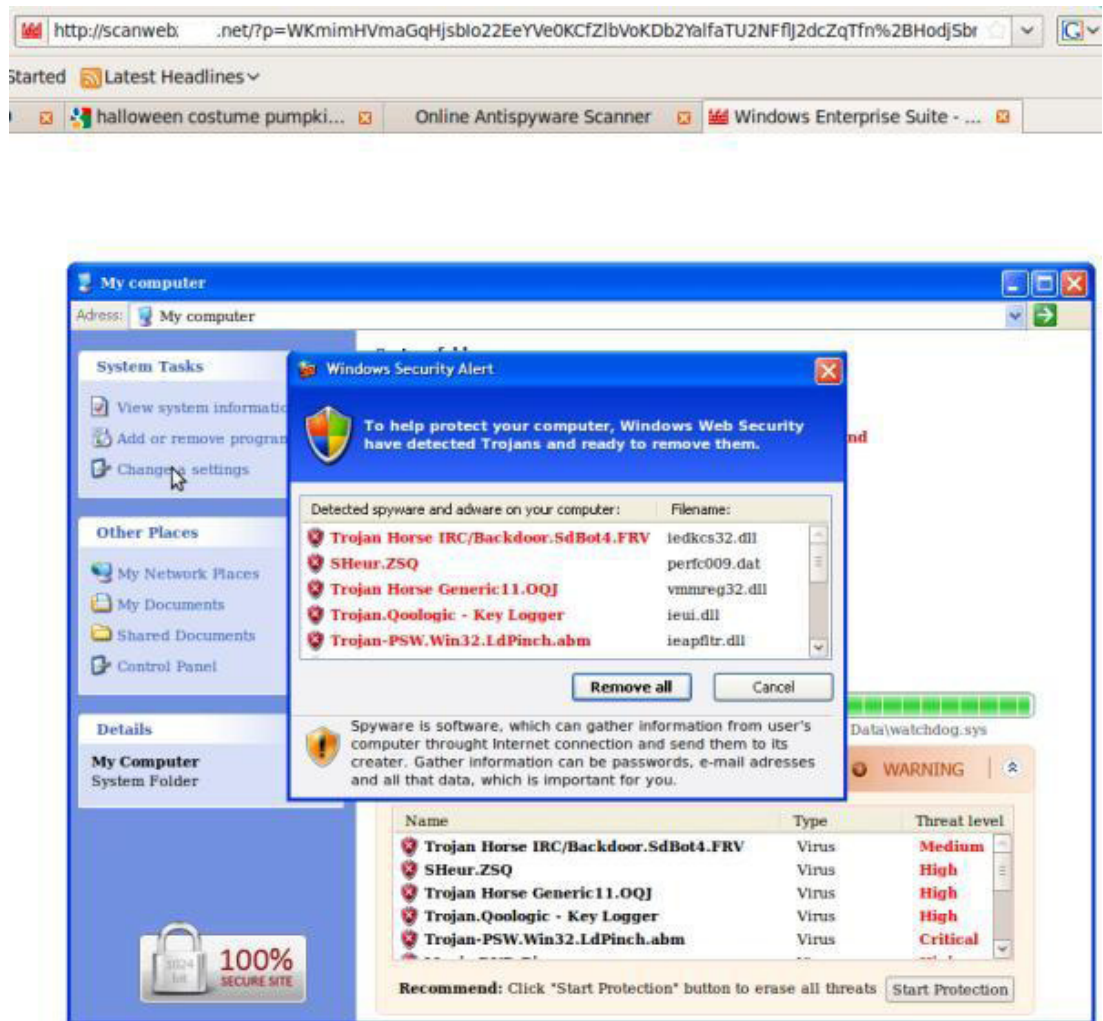 http://scanweb: .net/?p=WKmimHVmaGqHjsbIo22EeYVe0KCfZlbVoKDb2YalfaTU2NFflJ2dcZqTfn%2BHodjSbr
Started Latest Headlines
halloween costume pumpki... Online Antispyware Scanner Windows Enterprise Suite - ...
My computer
Adress: My computer
System Tasks
View system informatic
Add or remove progran
Change a settings
Other Places
My Network Places
My Documents
Shared Documents
Control Panel
Details
My Computer
System Folder
1024
bit
100%
SECURE SITE
Windows Security Alert
To help protect your computer, Windows Web Security
have detected Trojans and ready to remove them.
nd
Detected spyware and adware on your computer: Filename:
Trojan Horse IRC/Backdoor.SdBot4.FRV iedkcs32.dll
SHeur.ZSQ perfc009.dat
Trojan Horse Generic11.OQJ vmmreg32.dll
Trojan.Qoologic - Key Logger ieui.dll
Trojan-PSW.Win32.LdPinch.abm ieapfltr.dll
Remove all Cancel
Spyware is software, which can gather information from user's
computer throught Internet connection and send them to its
creater. Gather information can be passwords, e-mail adresses
and all that data, which is important for you.
Data\watchdog.sys
WARNING
Name Type Threat level
Trojan Horse IRC/Backdoor.SdBot4.FRV Virus Medium
SHeur.ZSQ Virus High
Trojan Horse Generic11.OQJ Virus High
Trojan.Qoologic - Key Logger Virus High
Trojan-PSW.Win32.LdPinch.abm Virus Critical
Recommend: Click "Start Protection" button to erase all threats Start Protection